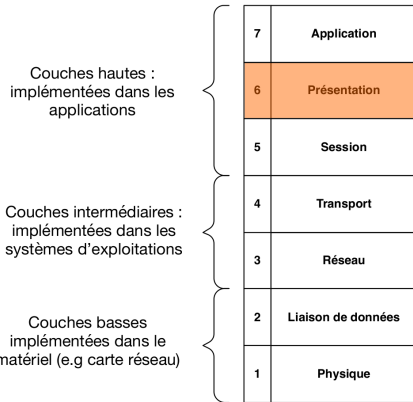 7 Application
Couches hautes :
implémentées dans les
applications
6 Présentation
5 Session
Couches intermédiaires :
implémentées dans les
systèmes d'exploitations
4 Transport
3 Réseau
Couches basses
implémentées dans le
matériel (e.g carte réseau)
2 Liaison de données
1 Physique